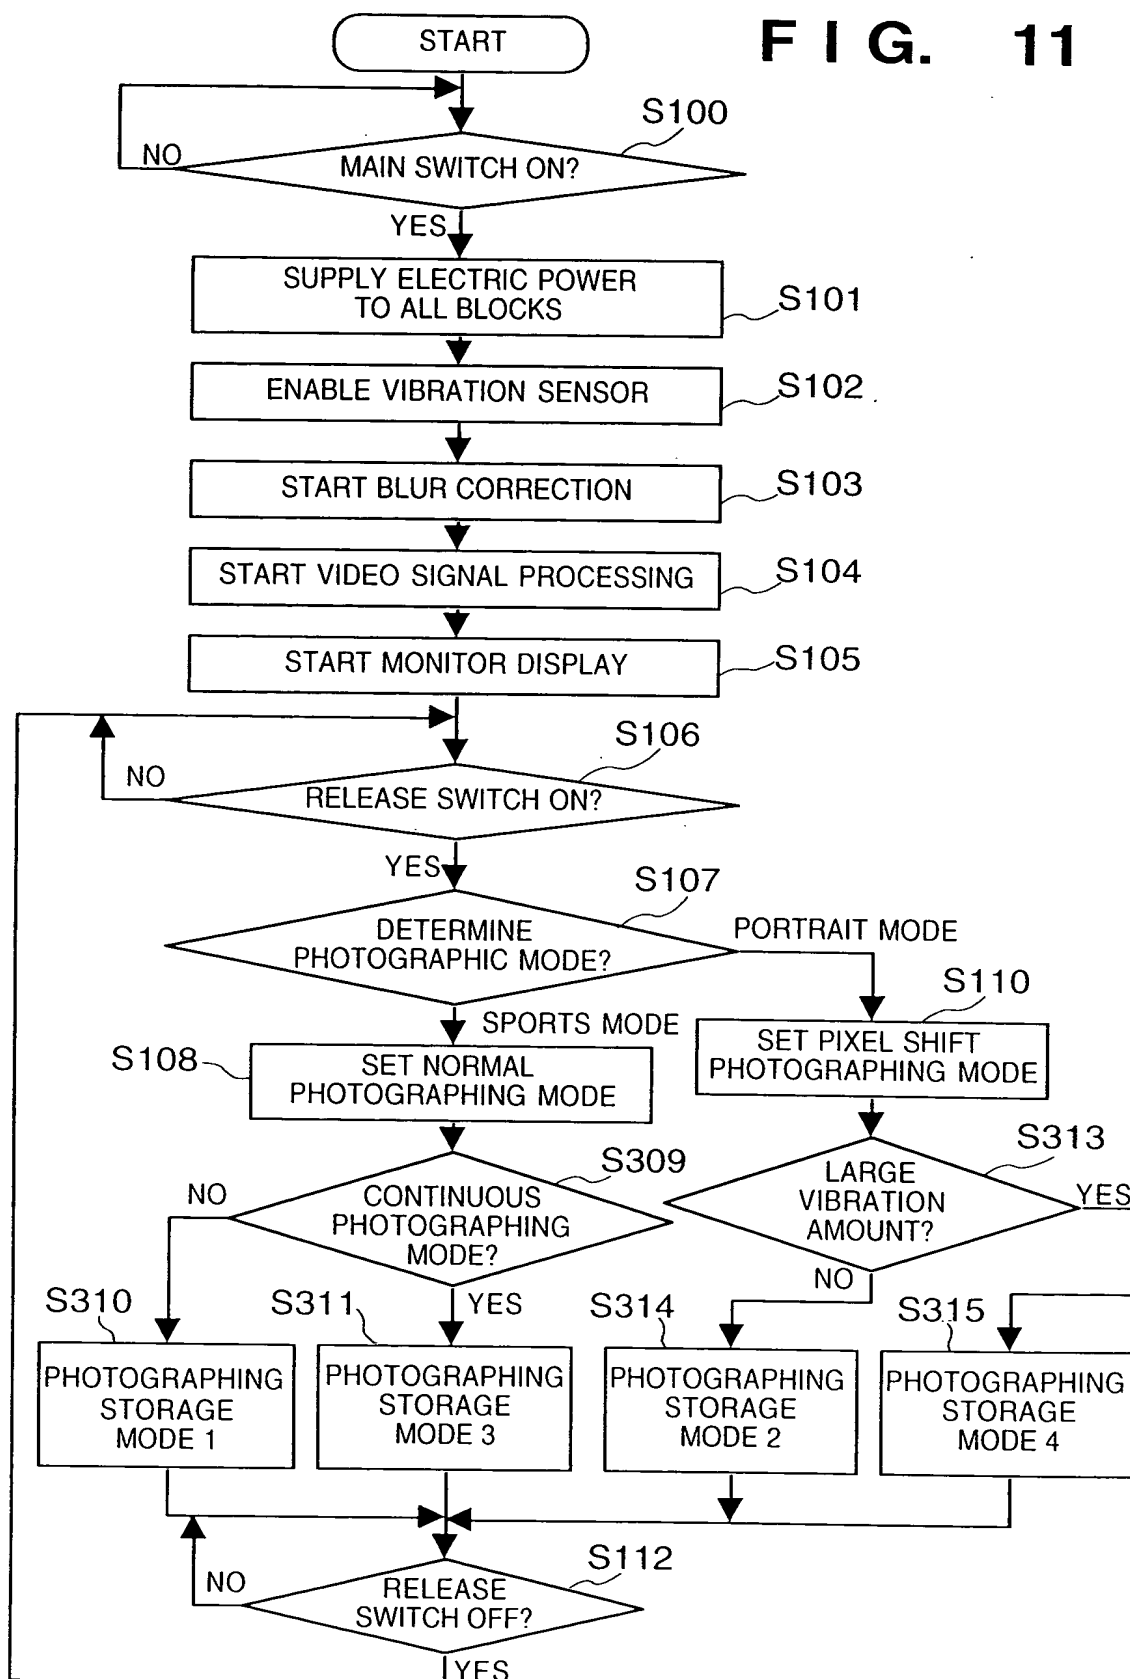 FIG. 11
START
S100
NO
MAIN SWITCH ON?
YES
SUPPLY ELECTRIC POWER
TO ALL BLOCKS
S101
ENABLE VIBRATION SENSOR
S102
START BLUR CORRECTION
S103
START VIDEO SIGNAL PROCESSING
S104
START MONITOR DISPLAY
S105
S106
NO
RELEASE SWITCH ON?
YES
S107
DETERMINE
PHOTOGRAPHIC MODE?
PORTRAIT MODE
SPORTS MODE
S110
S108
SET NORMAL
PHOTOGRAPHING MODE
SET PIXEL SHIFT
PHOTOGRAPHING MODE
S309
NO
CONTINUOUS
PHOTOGRAPHING
MODE?
YES
S313
LARGE
VIBRATION
AMOUNT?
YES
NO
S310
PHOTOGRAPHING
STORAGE
MODE 1
S311
PHOTOGRAPHING
STORAGE
MODE 3
S314
PHOTOGRAPHING
STORAGE
MODE 2
S315
PHOTOGRAPHING
STORAGE
MODE 4
S112
NO
RELEASE
SWITCH OFF?
YES